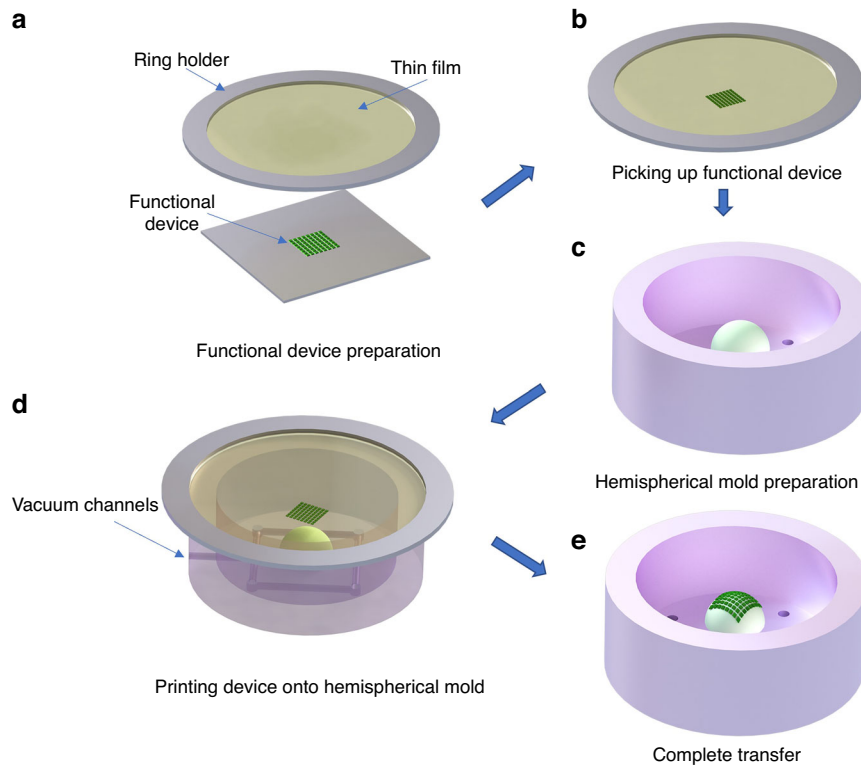 a
Ring holder
Thin film
Functional
device
Functional device preparation
b
Picking up functional device
c
Hemispherical mold preparation
d
Vacuum channels
Printing device onto hemispherical mold
e
Complete transfer